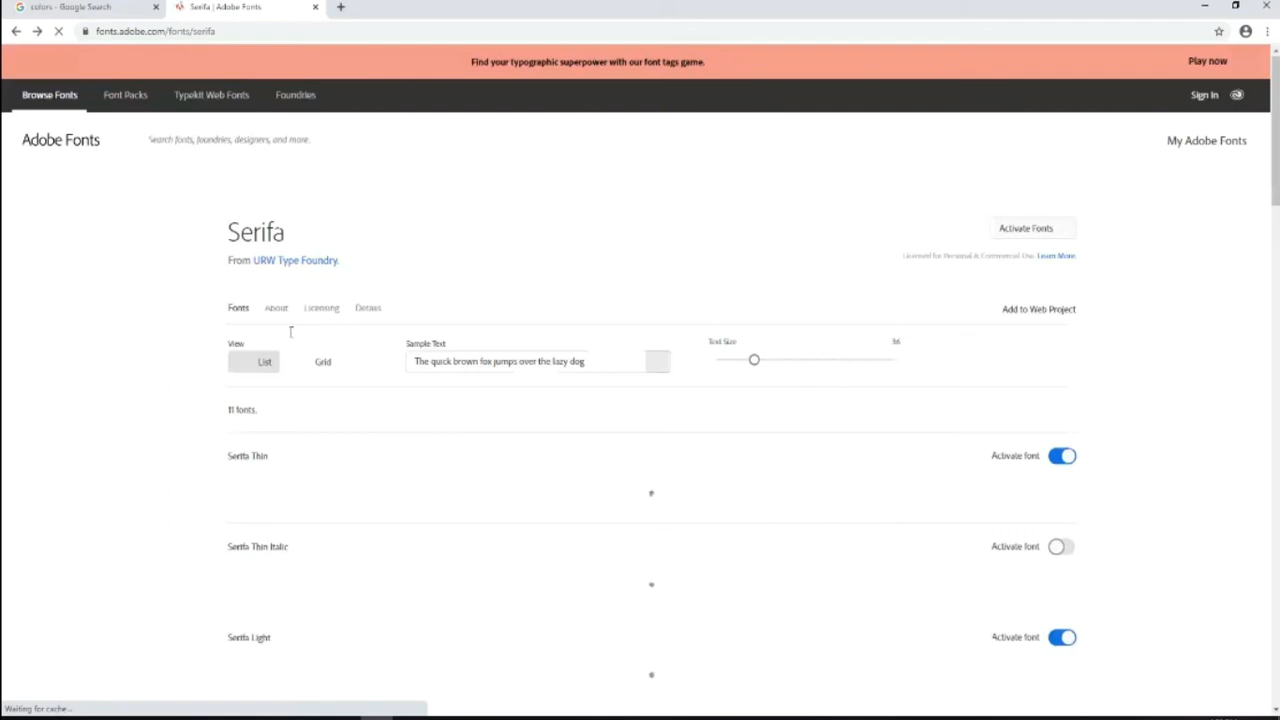 colors - Google Search
Serifa | Adobe Fonts
fonts.adobe.com/fonts/serifa
Find your typographic superpower with our font tags game.
Play now
Browse Fonts
Font Packs
Typekit Web Fonts
Foundries
Sign In
Adobe Fonts
Search fonts, foundries, designers, and more.
My Adobe Fonts
Serifa
Activate Fonts
From URW Type Foundry.
Licensed for Personal & Commercial Use. Learn More.
Fonts
About
Licensing
Details
Add to Web Project
View
Sample Text
Text Size
36
List
Grid
The quick brown fox jumps over the lazy dog
11 fonts.
Serifa Thin
Activate font
Serifa Thin Italic
Activate font
Serifa Light
Activate font
Waiting for cache...